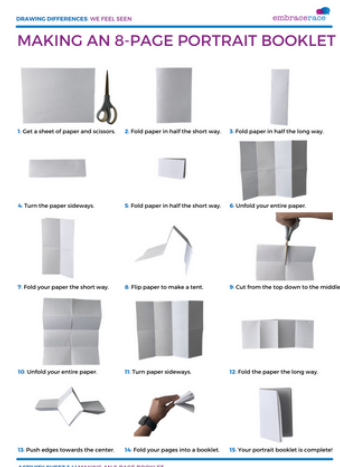 DRAWING DIFFERENCES: WE FEEL SEEN
embracerace
MAKING AN 8-PAGE PORTRAIT BOOKLET
1: Get a sheet of paper and scissors.
2: Fold paper in half the short way.
3: Fold paper in half the long way.
4: Turn the paper sideways.
5: Fold paper in half the short way.
6: Unfold your entire paper.
7: Fold your paper the short way.
8: Flip paper to make a tent.
9: Cut from the top down to the middle
10: Unfold your entire paper.
11: Turn paper sideways.
12: Fold the paper the long way.
13: Push edges towards the center.
14: Fold your pages into a booklet.
15: Your portrait booklet is complete!